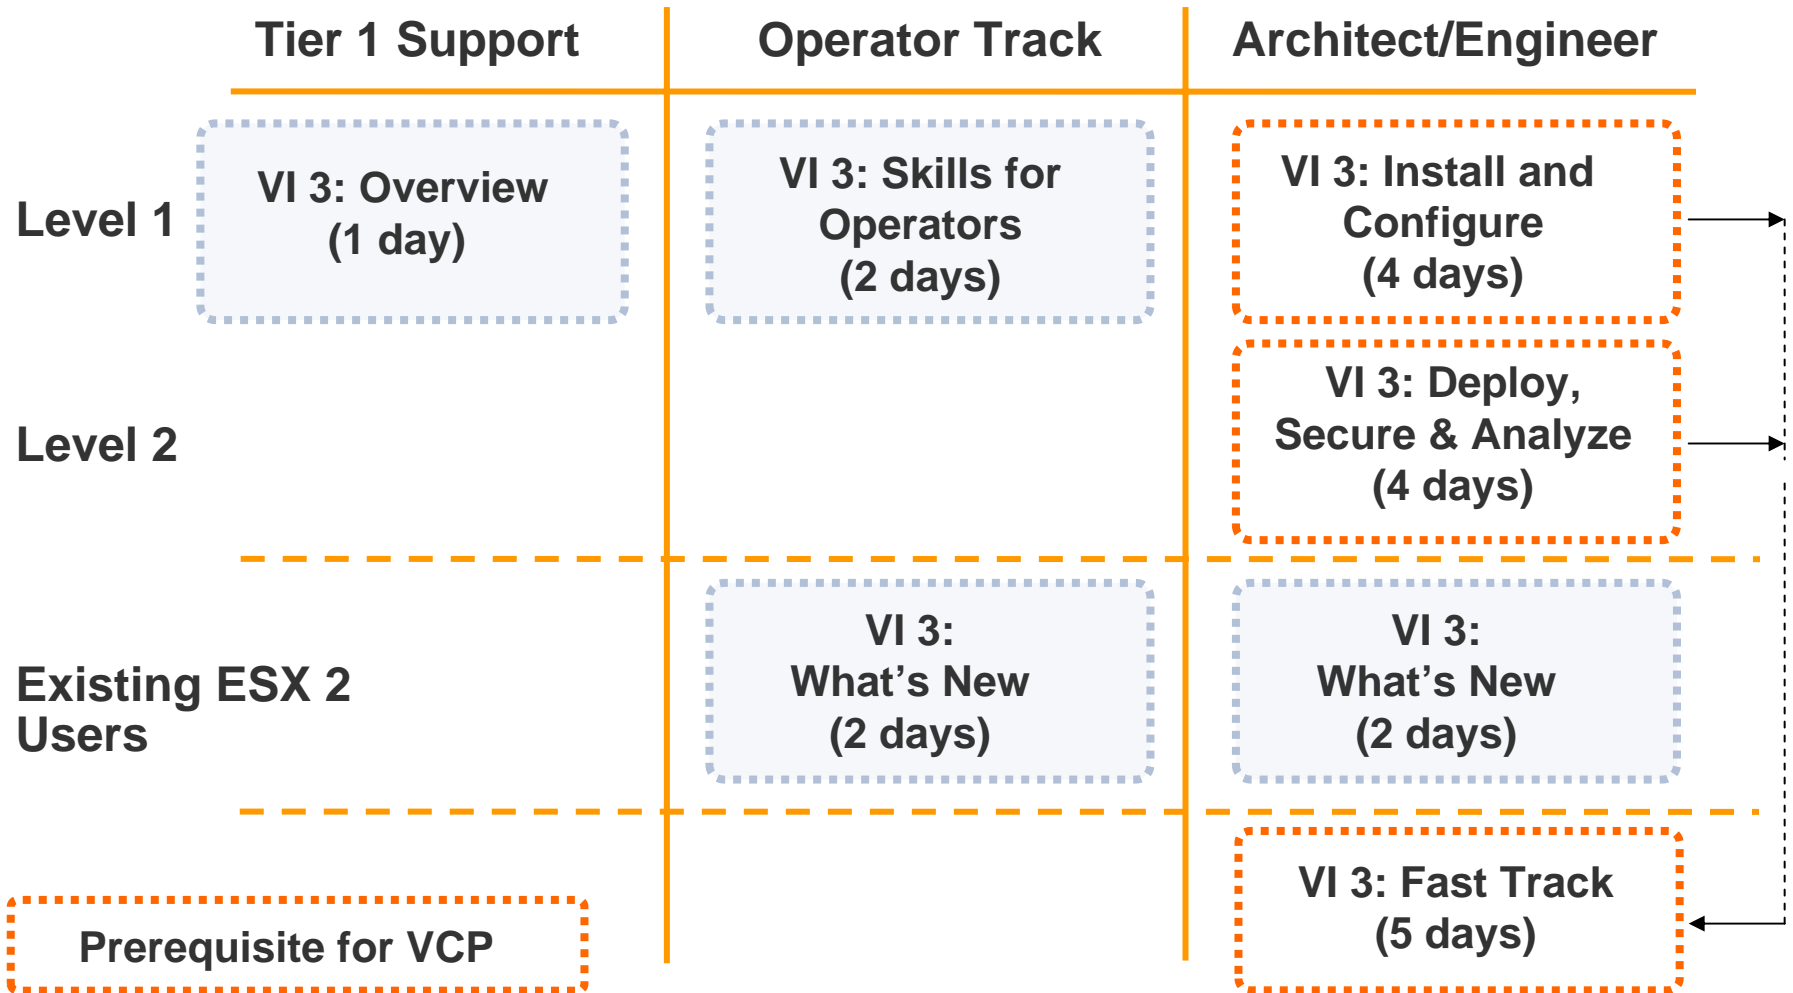 Tier 1 Support
Operator Track
Architect/Engineer
Level 1
VI 3: Overview
(1 day)
VI 3: Skills for
Operators
(2 days)
VI 3: Install and
Configure
(4 days)
Level 2
VI 3: Deploy,
Secure & Analyze
(4 days)
Existing ESX 2
Users
VI 3:
What’s New
(2 days)
VI 3:
What’s New
(2 days)
VI 3: Fast Track
(5 days)
Prerequisite for VCP